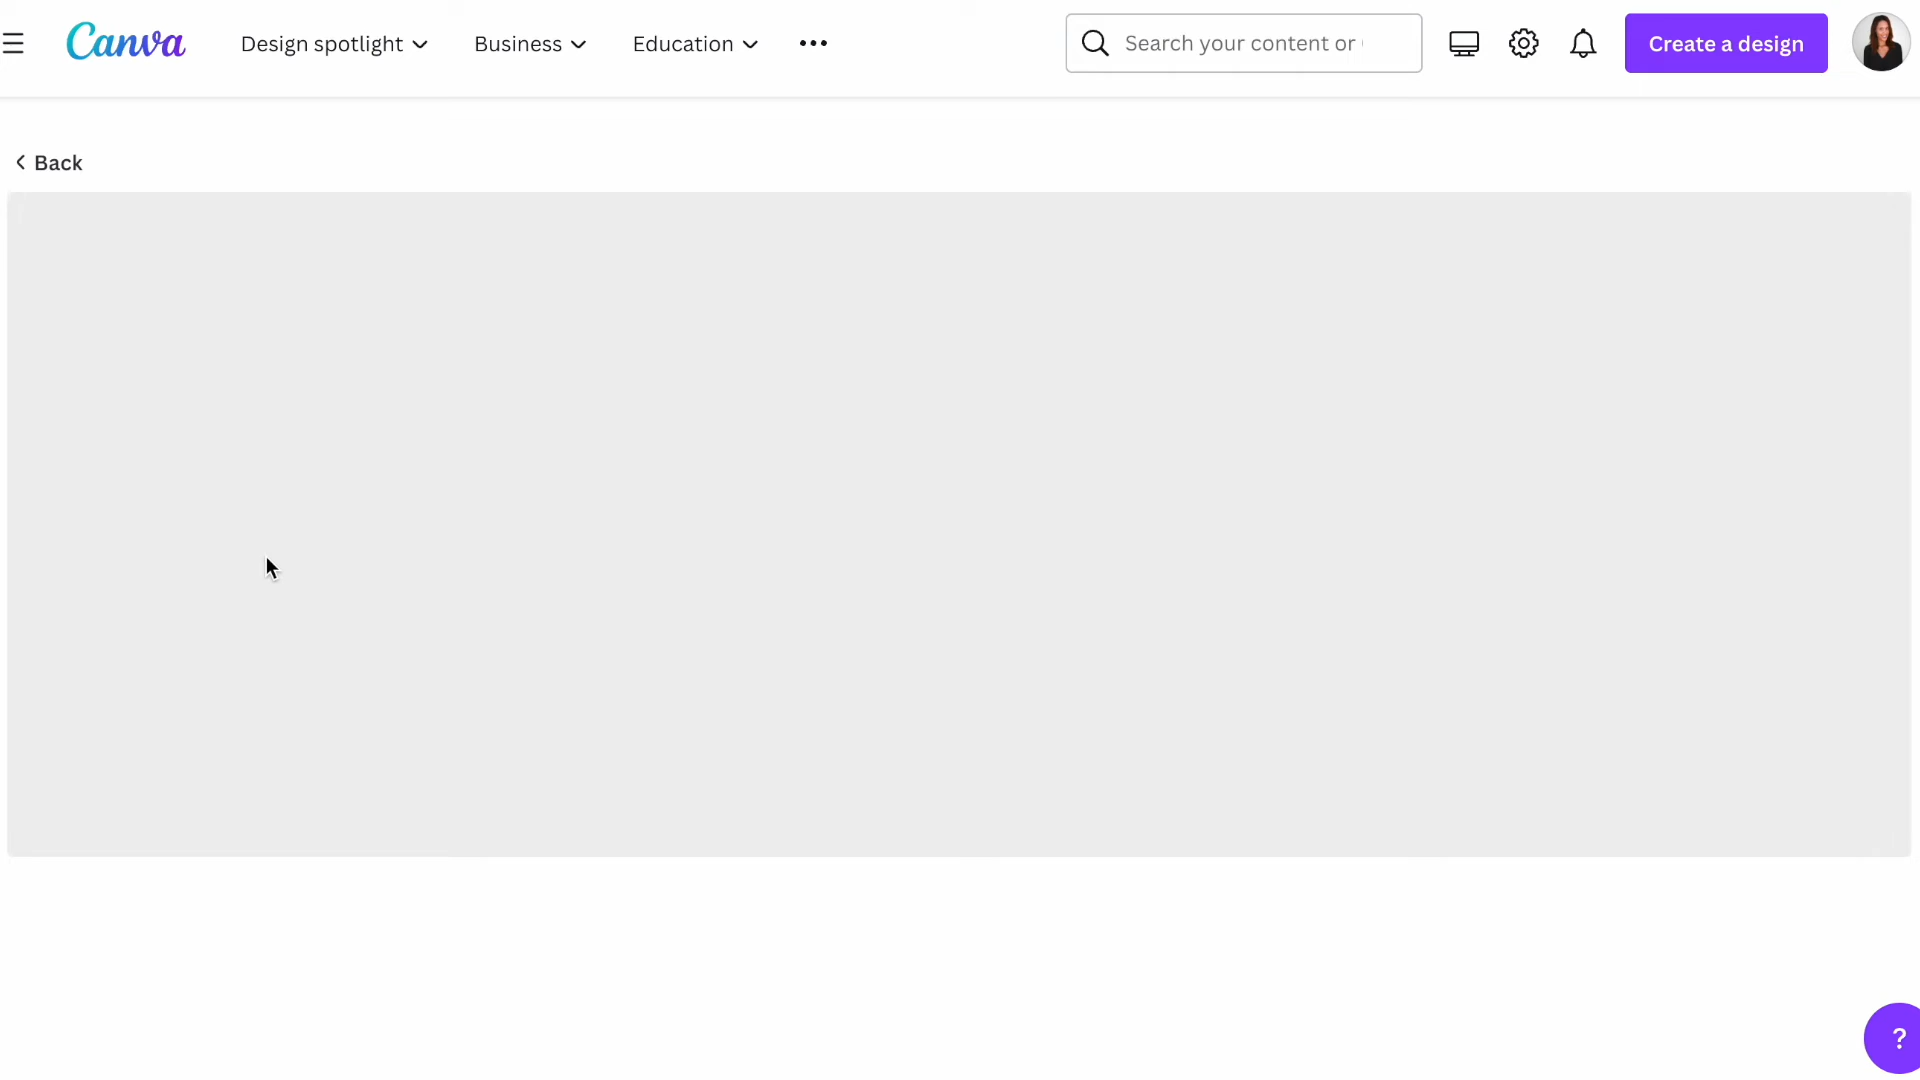 Canva
Design spotlight
Business
Education
Search your content or
Create a design
Back
?